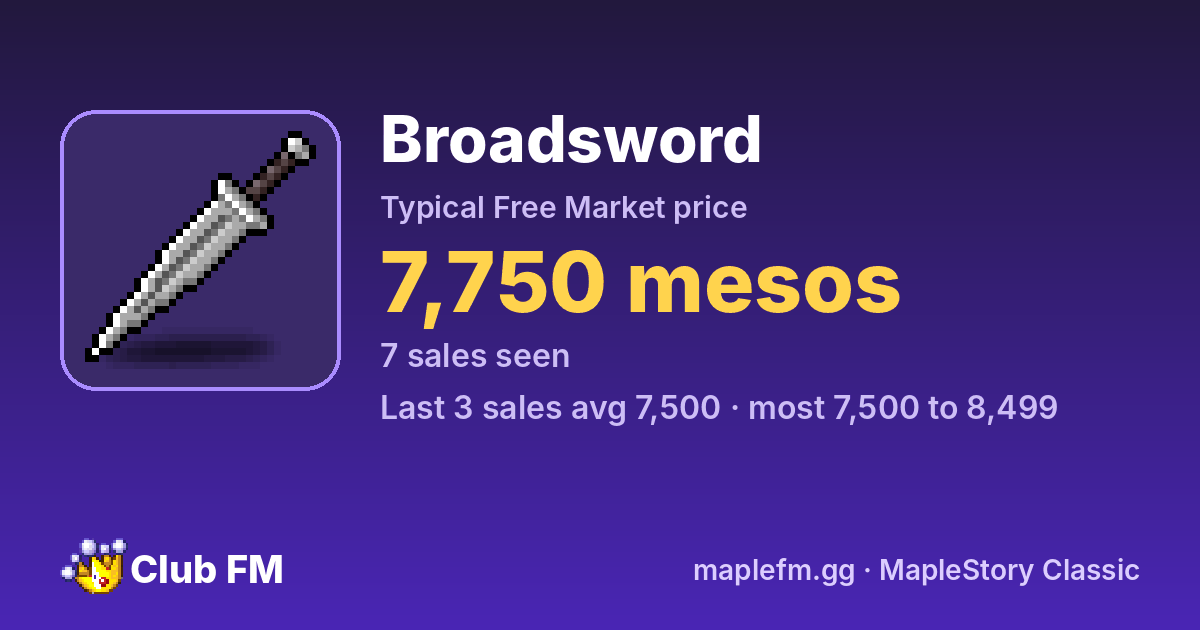 Broadsword
Typical Free Market price
7,750 mesos
7 sales seen
Last 3 sales avg 7,500 · most 7,500 to 8,499
Club FM
maplefm.gg · MapleStory Classic